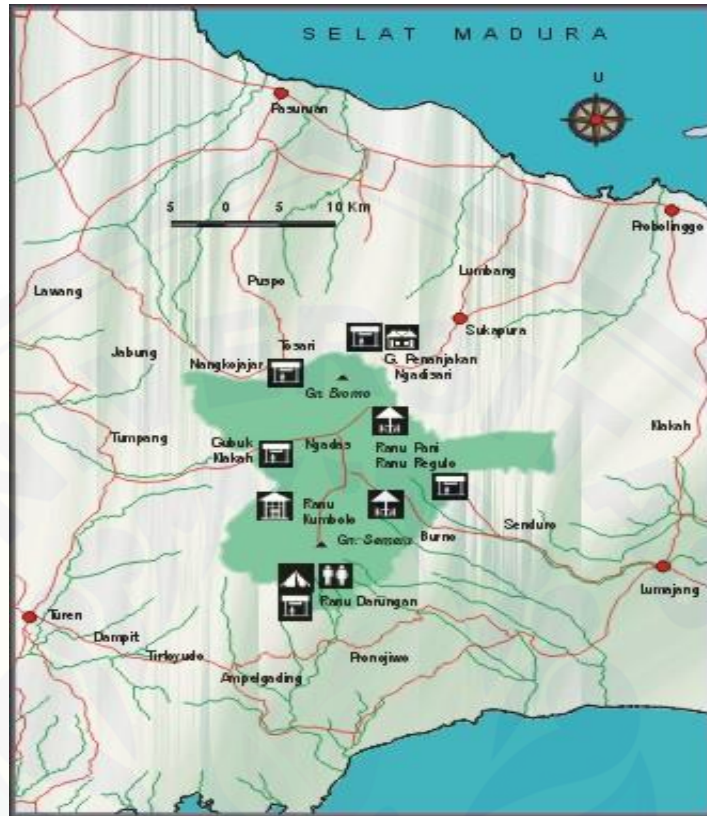 SELAT MADURA
U
Pasuruan
5 0 5 10 Km
Probolinggo
Puspo
Lumbang
Lawang
Sukapura
Tosari
Jabung
G. Penanjakan
Nangkojajar
Ngadisari
Gn. Bromo
Tumpang
Gubuk
Klakah
Ngadas
Ranu Pani
Ranu Regulo
Klakah
Ranu
Kumbolo
Senduro
Gn. Semeru
Burno
Lumajang
Ranu Darungan
Turen
Dampit
Tirtoyudo
Pronojiwo
Ampelgading